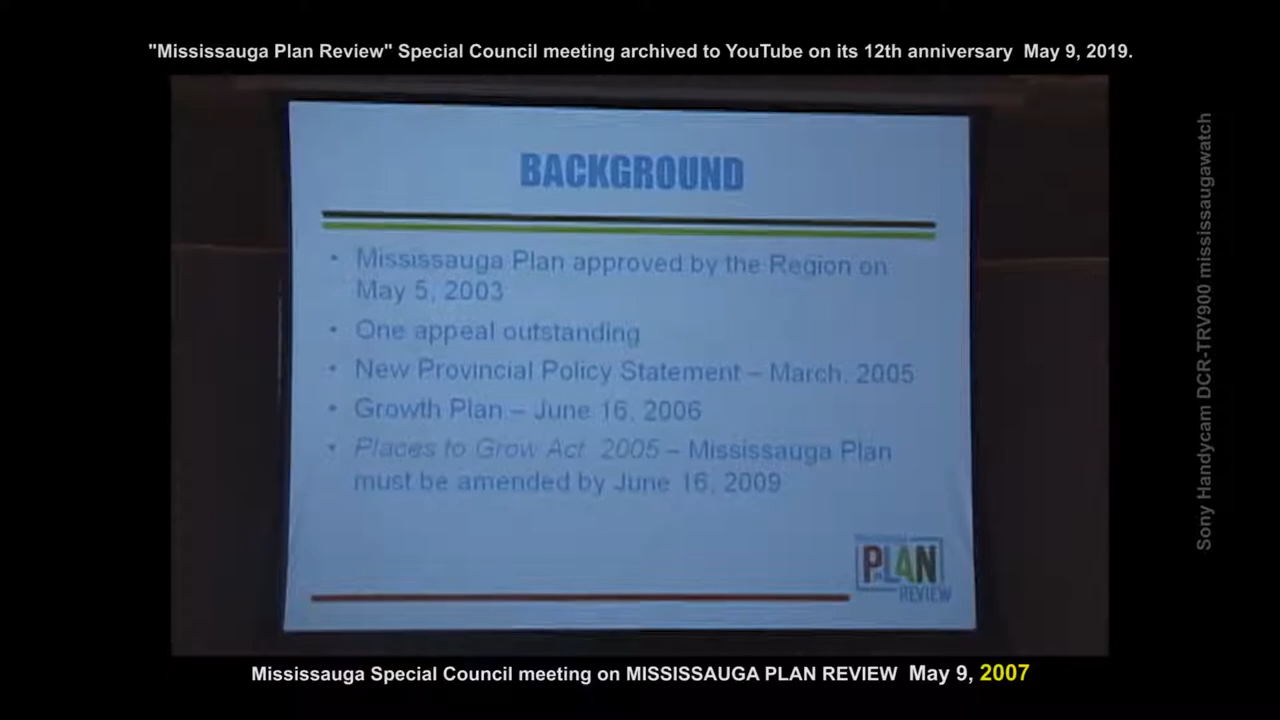 "Mississauga Plan Review" Special Council meeting archived to YouTube on its 12th anniversary  May 9, 2019.
BACKGROUND
• Mississauga Plan approved by the Region on
May 5, 2003
• One appeal outstanding
• New Provincial Policy Statement – March, 2005
• Growth Plan – June 16, 2006
• Places to Grow Act  2005 – Mississauga Plan
must be amended by June 16, 2009
PLAN
REVIEW
Sony Handycam DCR-TRV900 mississaugawatch
Mississauga Special Council meeting on MISSISSAUGA PLAN REVIEW  May 9, 2007